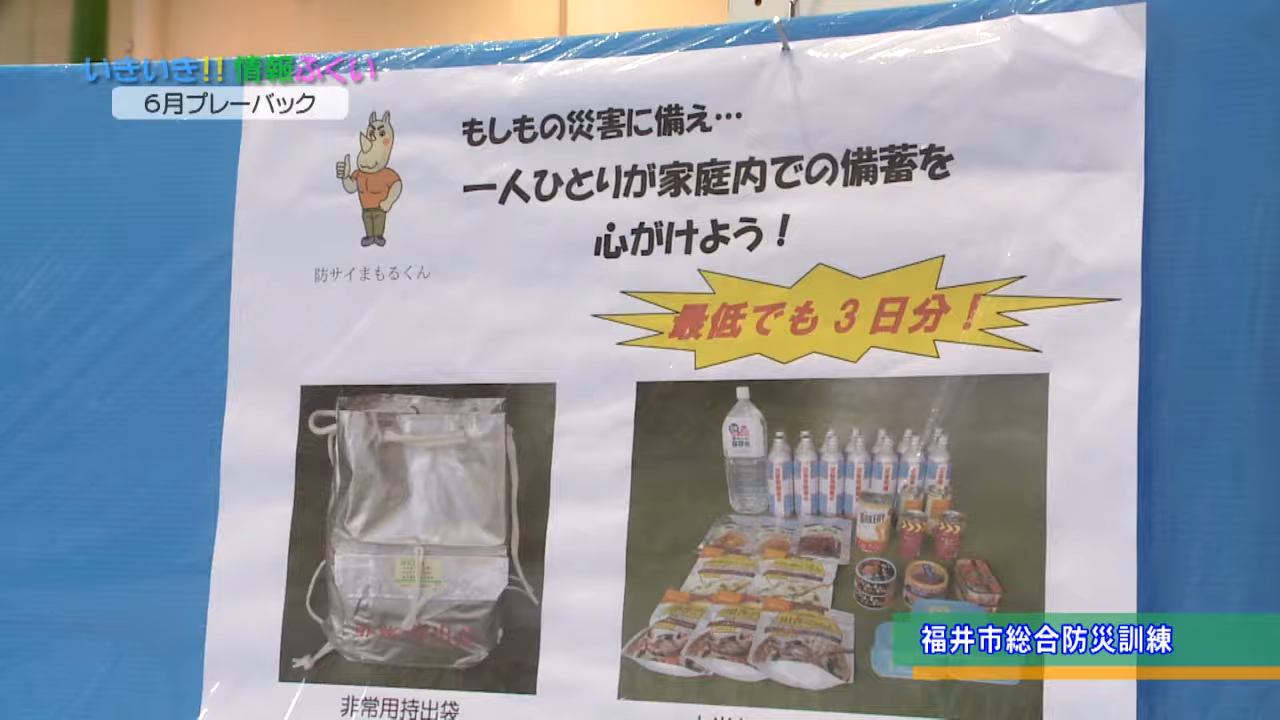 いきいき!! 情報ふくい
6月プレーバック
もしもの災害に備え…
一人ひとりが家庭内での備蓄を
心がけよう！
防サイまもるくん
最低でも3日分！
BAKERY
福井市総合防災訓練
非常用持出袋